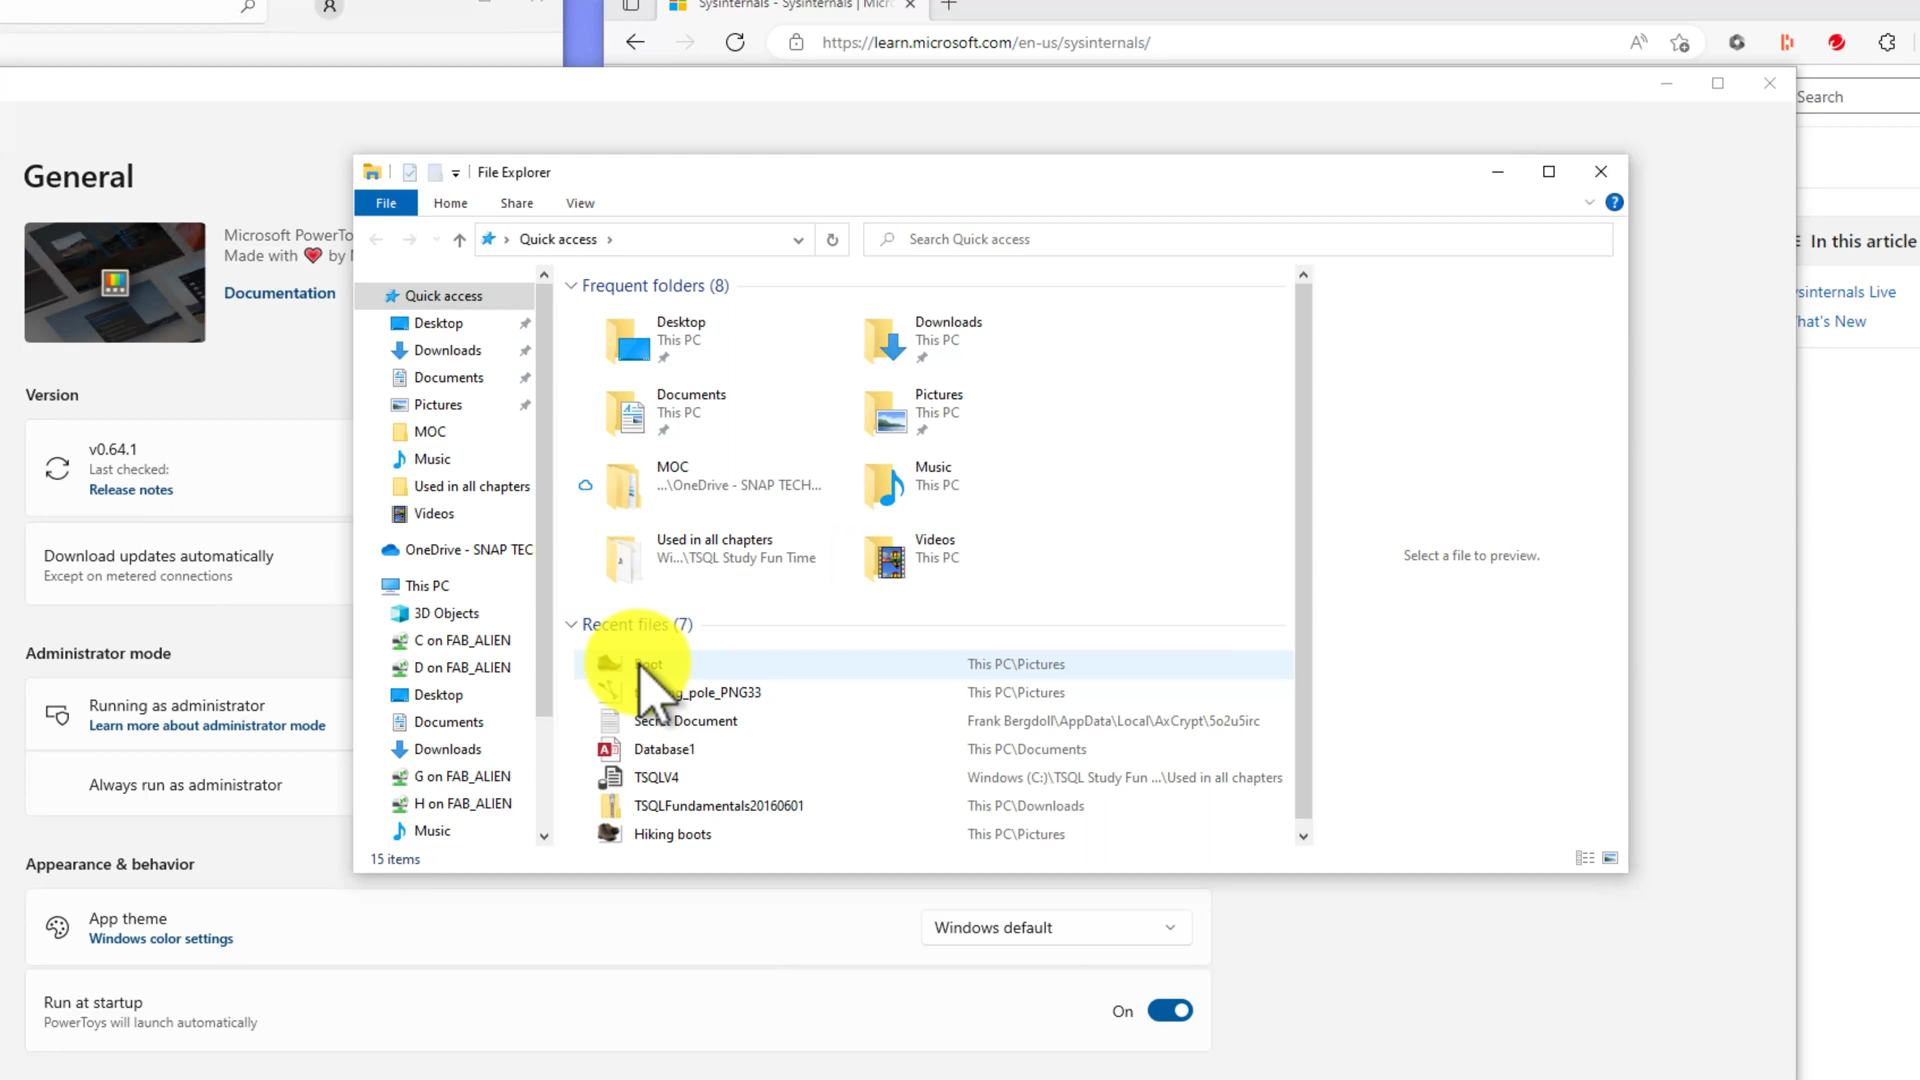 Sysinternals - Sysinternals | Micr
https://learn.microsoft.com/en-us/sysinternals/
Search
General
Microsoft PowerTo
Made with ❤ by
Documentation
Version
v0.64.1
Last checked:
Release notes
Download updates automatically
Except on metered connections
Administrator mode
Running as administrator
Learn more about administrator mode
Always run as administrator
Appearance & behavior
App theme
Windows color settings
Windows default
Run at startup
PowerToys will launch automatically
On
File Explorer
File
Home
Share
View
Quick access
Search Quick access
Quick access
Desktop
Downloads
Documents
Pictures
MOC
Music
Used in all chapters
Videos
OneDrive - SNAP TEC
This PC
3D Objects
C on FAB_ALIEN
D on FAB_ALIEN
Desktop
Documents
Downloads
G on FAB_ALIEN
H on FAB_ALIEN
Music
Frequent folders (8)
Desktop
This PC
Downloads
This PC
Documents
This PC
Pictures
This PC
MOC
...\OneDrive - SNAP TECH...
Music
This PC
Used in all chapters
Wi...\TSQL Study Fun Time
Videos
This PC
Recent files (7)
Boot This PC\Pictures
g_pole_PNG33 This PC\Pictures
Secret Document Frank Bergdoll\AppData\Local\AxCrypt\5o2u5irc
Database1 This PC\Documents
TSQLV4 Windows (C:)\TSQL Study Fun ...\Used in all chapters
TSQLFundamentals20160601 This PC\Downloads
Hiking boots This PC\Pictures
15 items
Select a file to preview.
In this article
ysinternals Live
hat's New